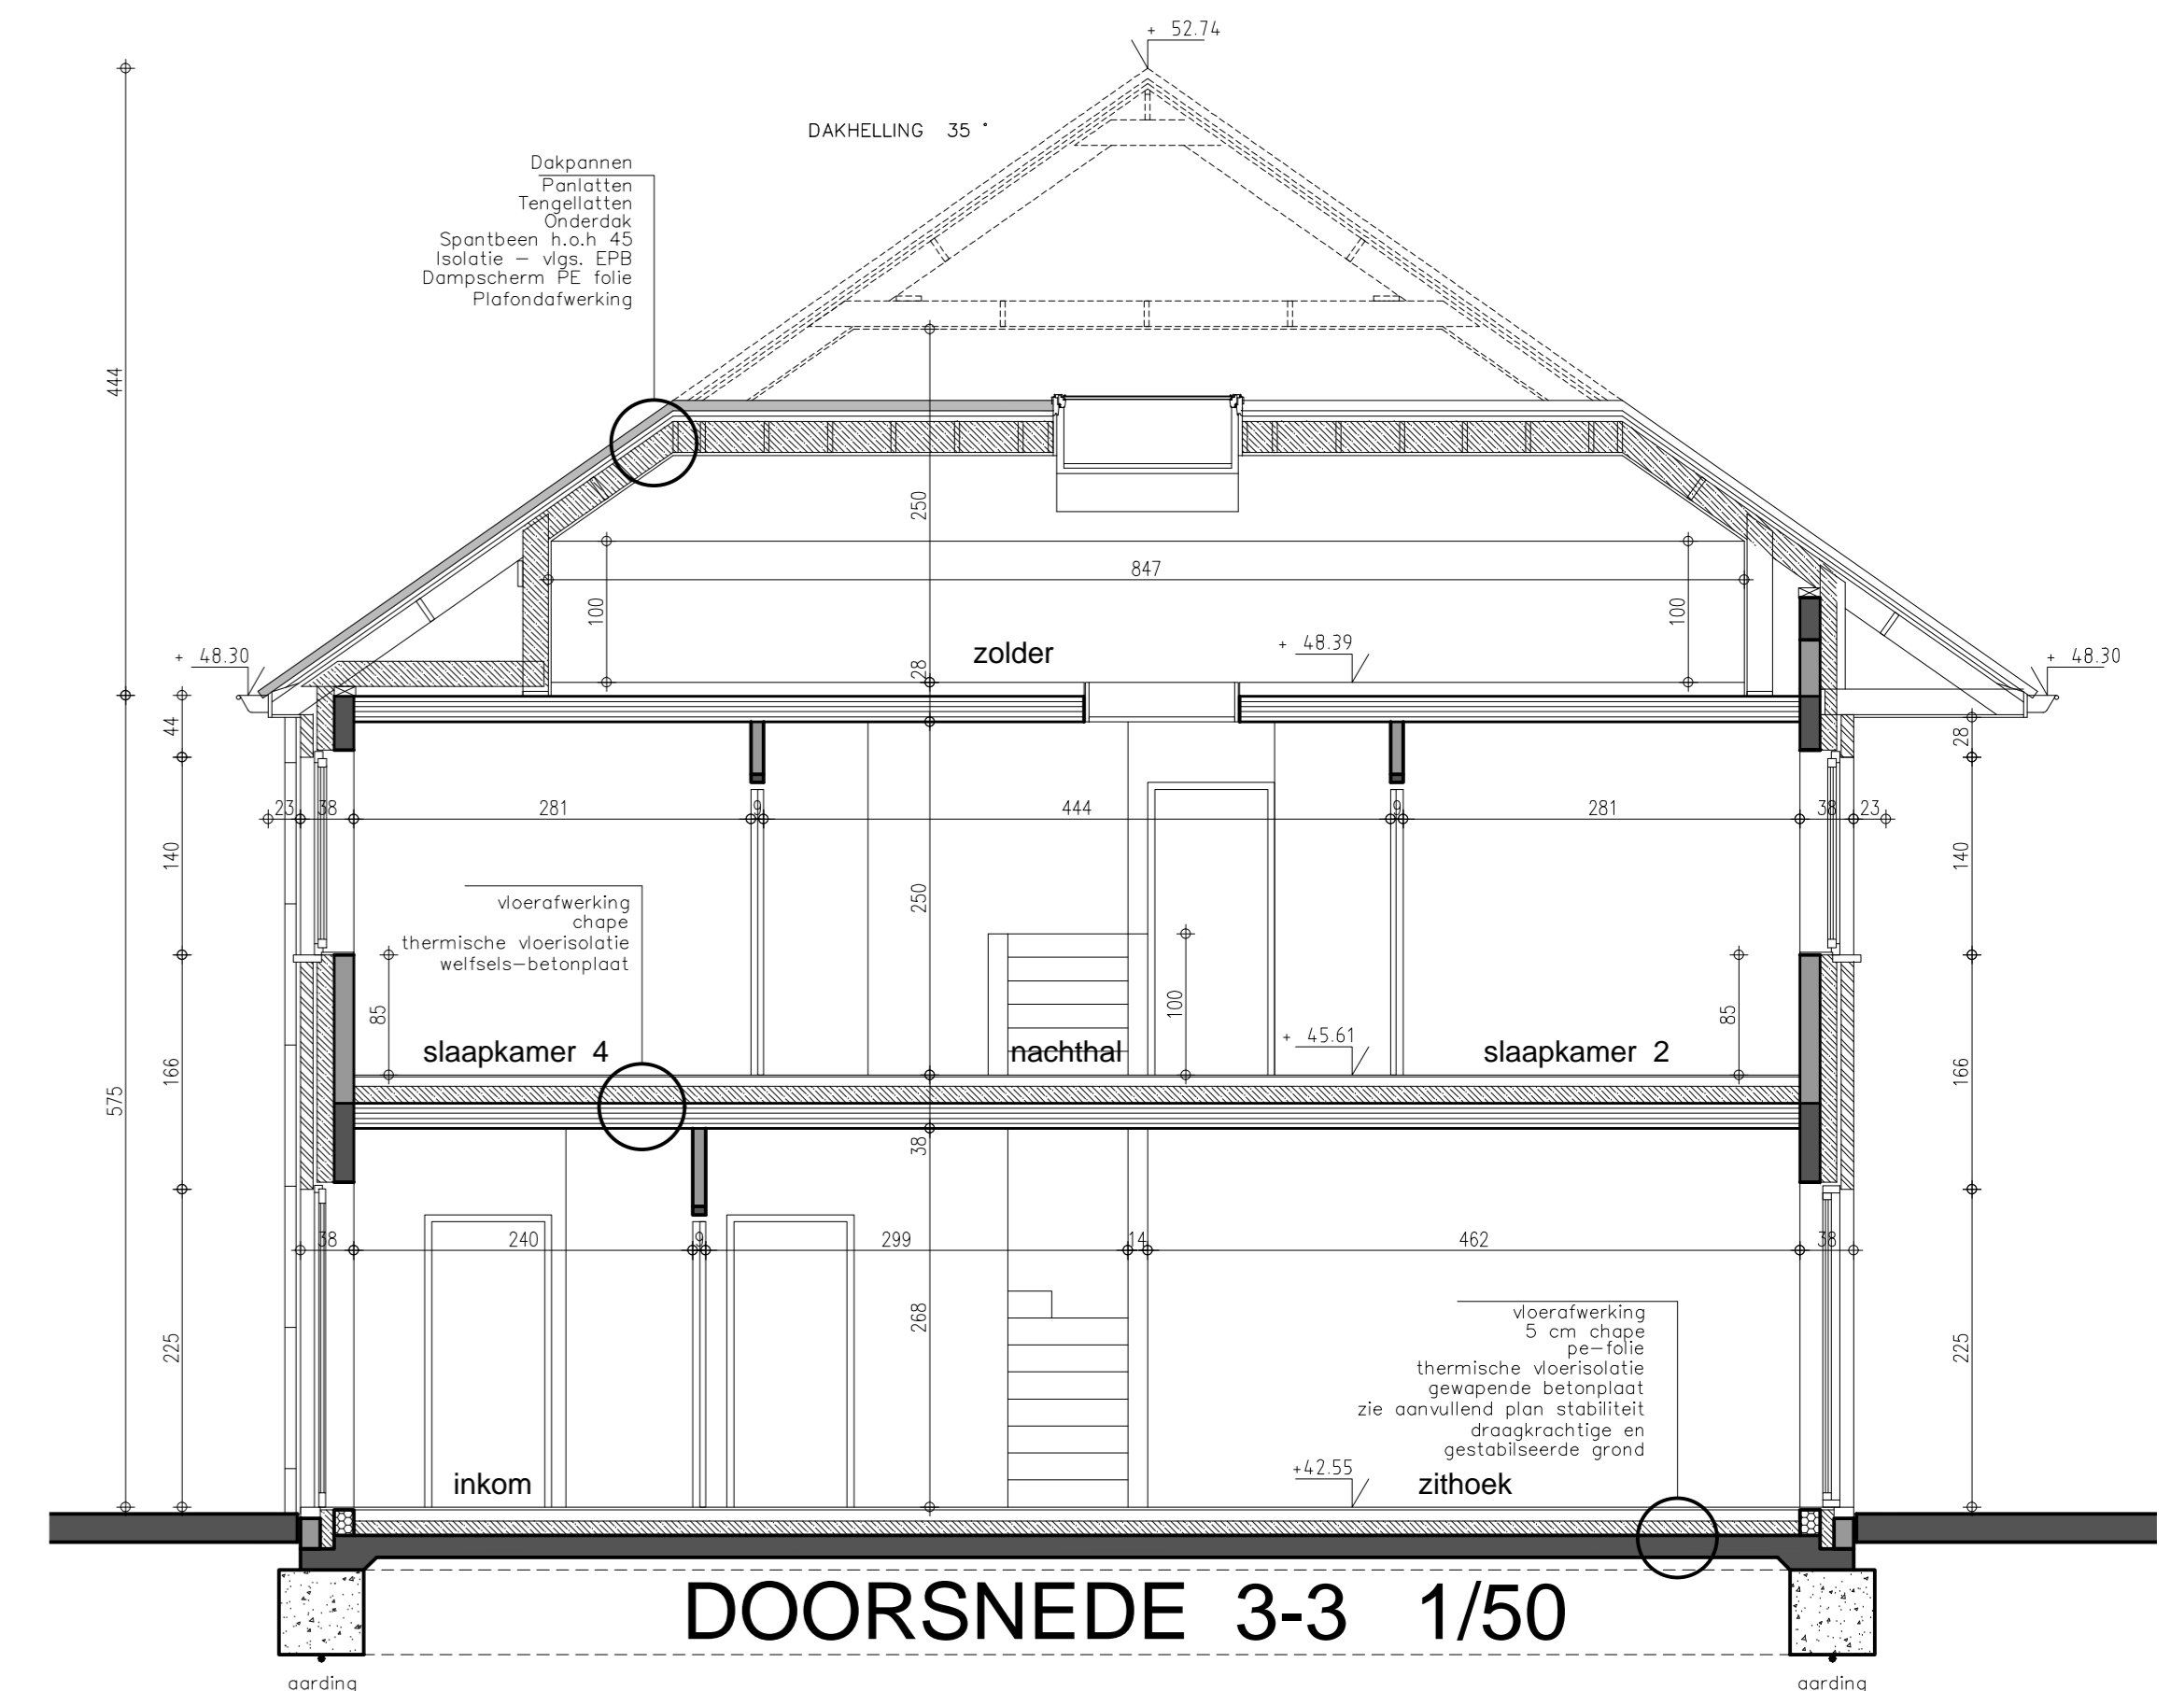 + 52.74
DAKHELLING 35 °
Dakpannen
Panlatten
Tengellatten
Onderdak
Spantbeen h.o.h 45
Isolatie – vlgs. EPB
Dampscherm PE folie
Plafondafwerking
444
250
847
100
100
zolder
+ 48.39
28
+ 48.30
+ 48.30
44
28
23
38
281
9
444
9
281
38
23
140
250
140
vloerafwerking
chape
thermische vloerisolatie
welfsels-betonplaat
85
100
85
slaapkamer 4
nachthal
+ 45.61
slaapkamer 2
575
166
166
38
38
240
9
299
14
462
38
225
268
225
vloerafwerking
5 cm chape
pe-folie
thermische vloerisolatie
gewapende betonplaat
zie aanvullend plan stabiliteit
draagkrachtige en
gestabilseerde grond
inkom
+42.55
zithoek
DOORSNEDE 3-3 1/50
aarding
aarding